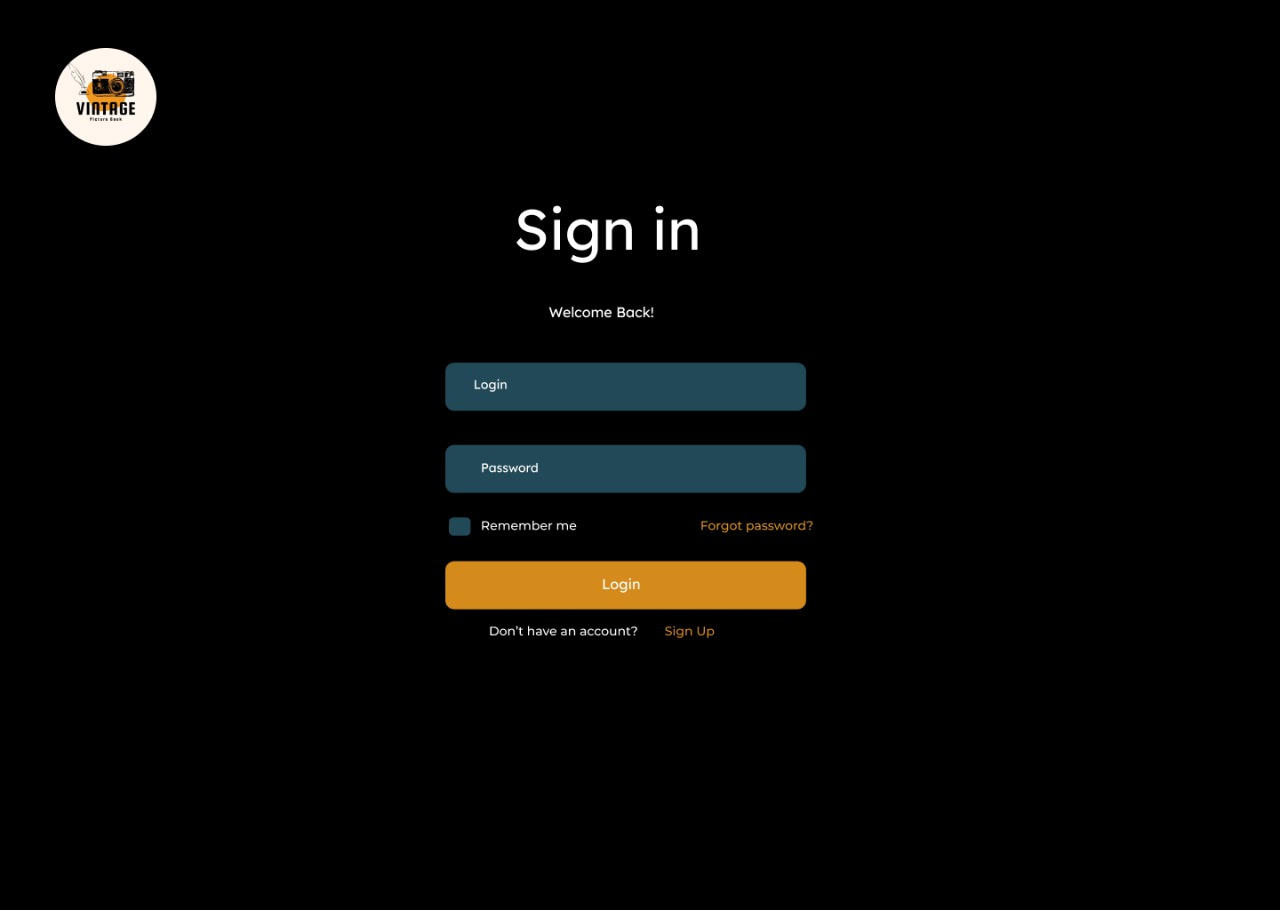 VINTAGE
Picture Book
Sign in
Welcome Back!
Login
Password
Remember me Forgot password?
Login
Don't have an account? Sign Up